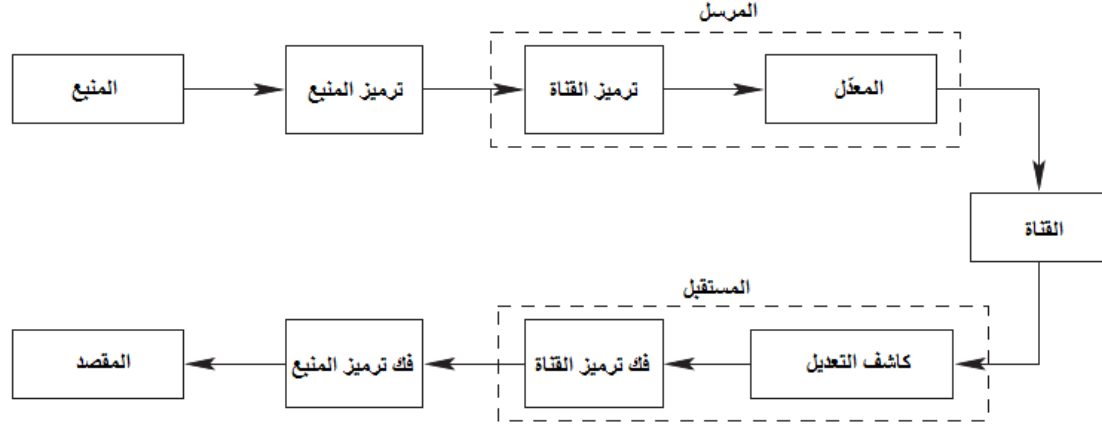 المرسل
المنبع
ترميز المنبع
ترميز القناة
المعدّل
القناة
المستقبل
كاشف التعديل
فك ترميز القناة
فك ترميز المنبع
المقصد